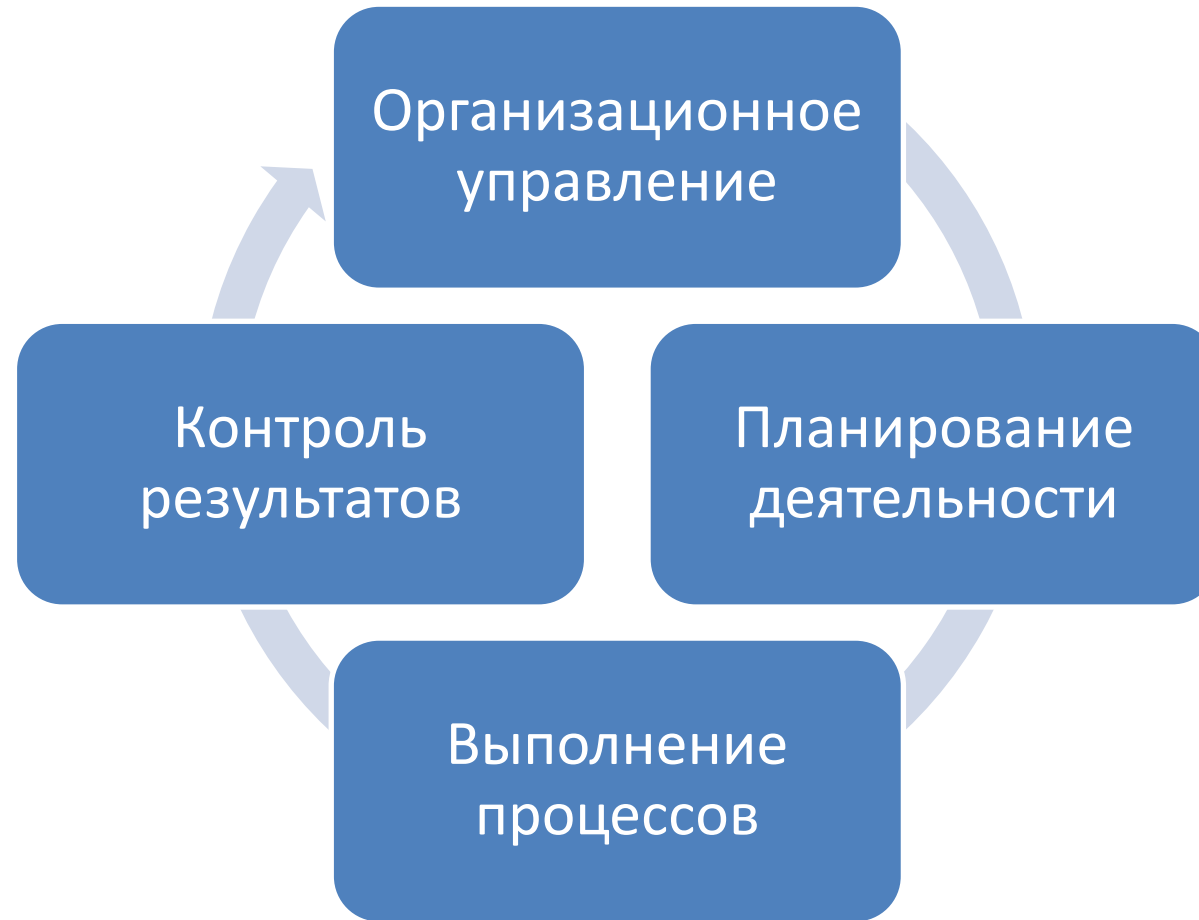 Организационное
управление
Планирование
деятельности
Выполнение
процессов
Контроль
результатов